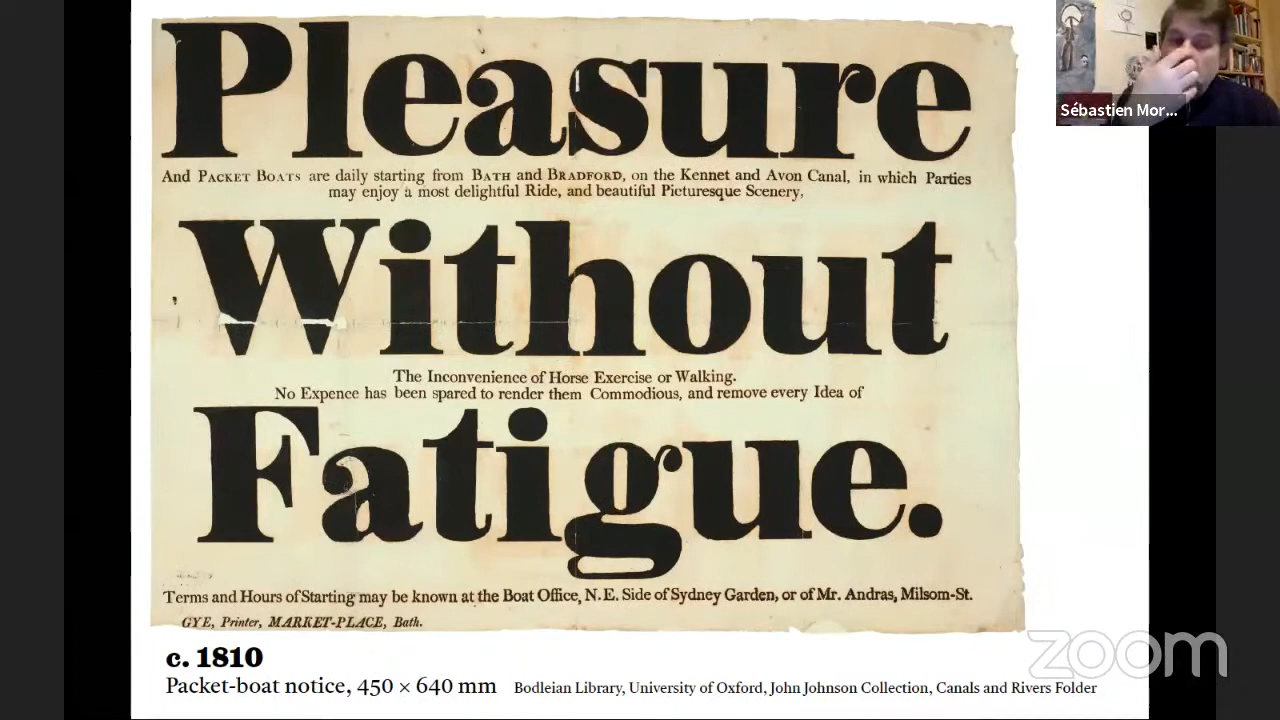 Pleasure
And PACKET BOATS are daily starting from BATH and BRADFORD, on the Kennet and Avon Canal, in which Parties
may enjoy a most delightful Ride, and beautiful Picturesque Scenery,
Without
The Inconvenience of Horse Exercise or Walking.
No Expence has been spared to render them Commodious, and remove every Idea of
Fatigue.
Terms and Hours of Starting may be known at the Boat Office, N.E. Side of Sydney Garden, or of Mr. Andras, Milsom-St.
GYE, Printer, MARKET-PLACE, Bath.
c. 1810
Packet-boat notice, 450 × 640 mm Bodleian Library, University of Oxford, John Johnson Collection, Canals and Rivers Folder
Sébastien Mor...
zoom